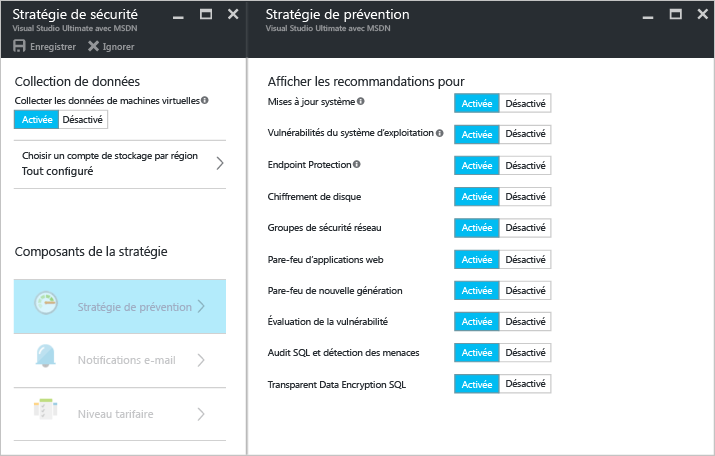 Stratégie de sécurité
Visual Studio Ultimate avec MSDN
Enregistrer Ignorer
Collection de données
Collecter les données de machines virtuelles
Activée Désactivé
Choisir un compte de stockage par région
Tout configuré
Composants de la stratégie
Stratégie de prévention
Notifications e-mail
Niveau tarifaire
Stratégie de prévention
Visual Studio Ultimate avec MSDN
Afficher les recommandations pour
Mises à jour système Activée Désactivé
Vulnérabilités du système d'exploitation Activée Désactivé
Endpoint Protection Activée Désactivé
Chiffrement de disque Activée Désactivé
Groupes de sécurité réseau Activée Désactivé
Pare-feu d'applications web Activée Désactivé
Pare-feu de nouvelle génération Activée Désactivé
Évaluation de la vulnérabilité Activée Désactivé
Audit SQL et détection des menaces Activée Désactivé
Transparent Data Encryption SQL Activée Désactivé